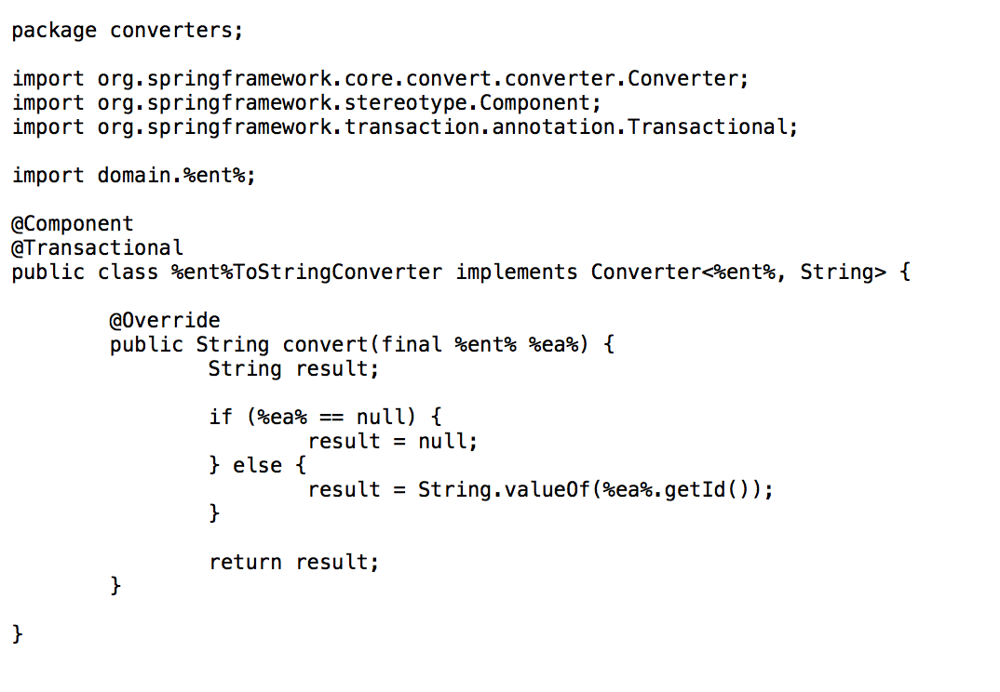 package converters;

import org.springframework.core.convert.converter.Converter;
import org.springframework.stereotype.Component;
import org.springframework.transaction.annotation.Transactional;

import domain.%ent%;

@Component
@Transactional
public class %ent%ToStringConverter implements Converter<%ent%, String> {

        @Override
        public String convert(final %ent% %ea%) {
                String result;

                if (%ea% == null) {
                        result = null;
                } else {
                        result = String.valueOf(%ea%.getId());
                }

                return result;
        }

}